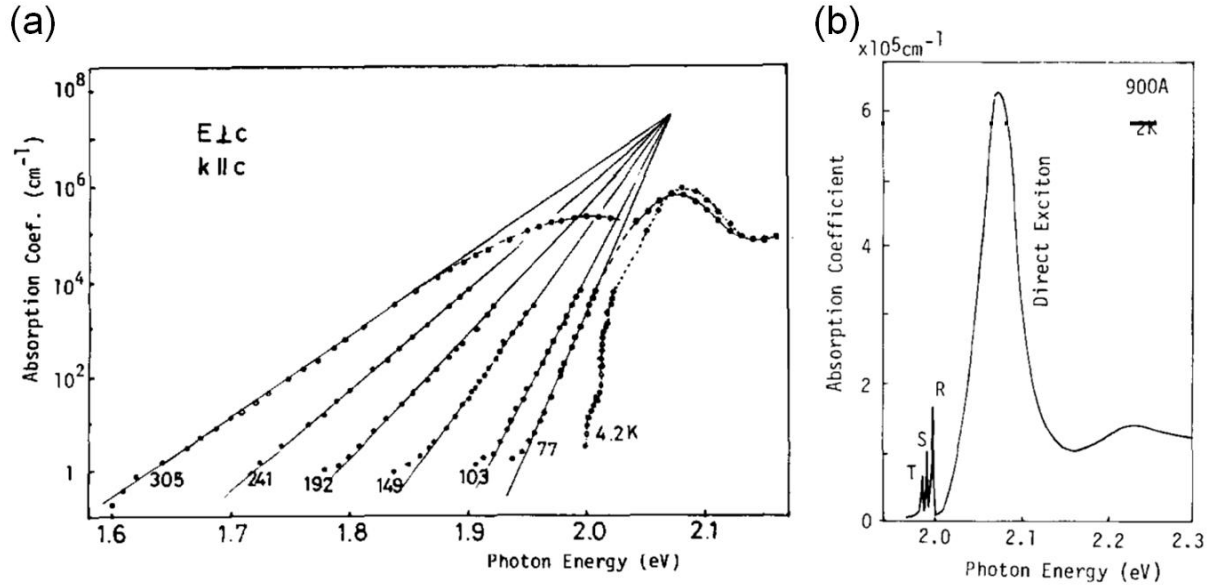 (a)
Absorption Coef. (cm⁻¹)
10⁸
10⁶
10⁴
10²
1
E⊥c
k∥c
305
241
192
149
103
77
4.2K
1.6
1.7
1.8
1.9
2.0
2.1
Photon Energy (eV)
(b)
x10⁵cm⁻¹
Absorption Coefficient
6
4
2
0
900A
2K
Direct Exciton
T
S
R
2.0
2.1
2.2
2.3
Photon Energy (eV)